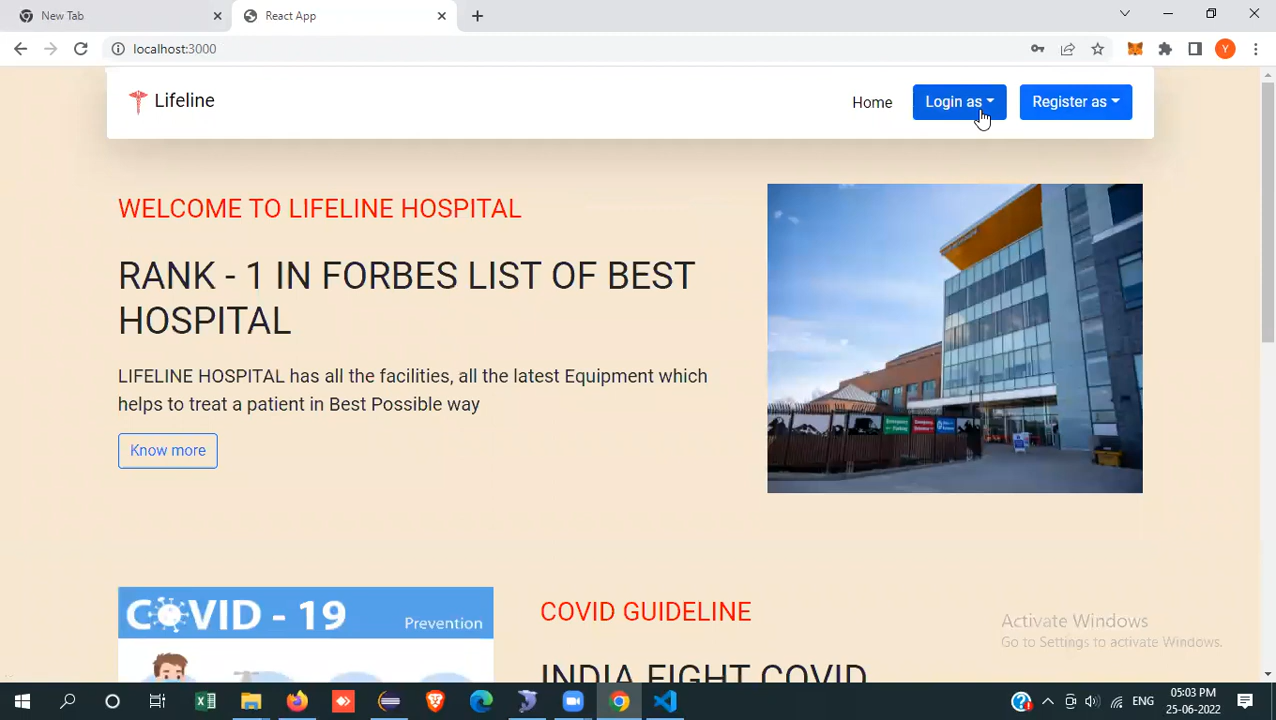 New Tab
React App
localhost:3000
Y
Lifeline
Home
Login as
Register as
WELCOME TO LIFELINE HOSPITAL
RANK - 1 IN FORBES LIST OF BEST
HOSPITAL
LIFELINE HOSPITAL has all the facilities, all the latest Equipment which
helps to treat a patient in Best Possible way
Know more
COVID - 19
Prevention
COVID GUIDELINE
INDIA FIGHT COVID
Activate Windows
Go to Settings to activate Windows.
ENG
05:03 PM
25-06-2022